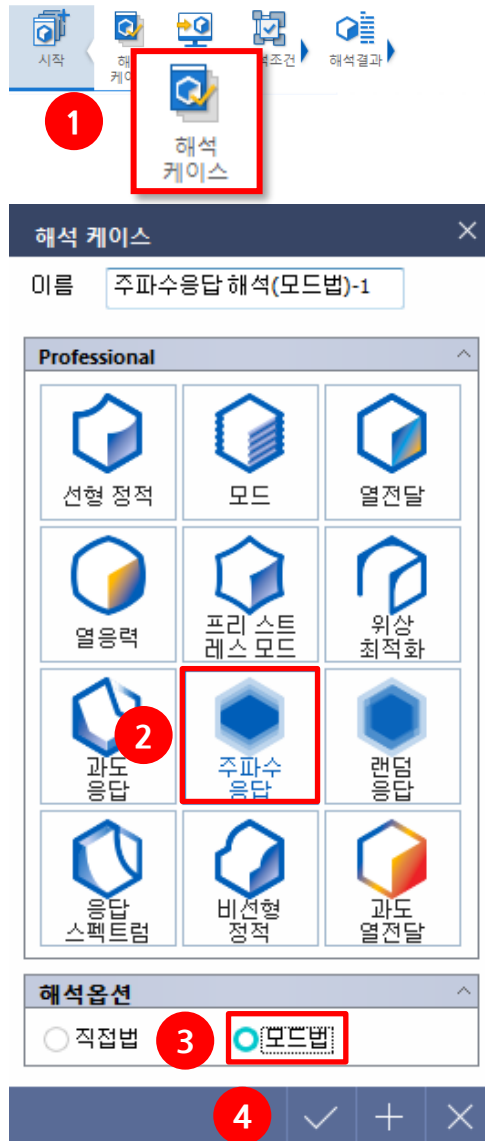 시작
해석결과
1
해석
케이스
해석 케이스
이름 주파수응답 해석(모드법)-1
Professional
선형 정적 모드 열전달
열응력 프리 스트
레스 모드 위상
최적화
2
과도
응답 주파수
응답 랜덤
응답
응답
스펙트럼 비선형
정적 과도
열전달
해석옵션
직접법 3 모드법
4